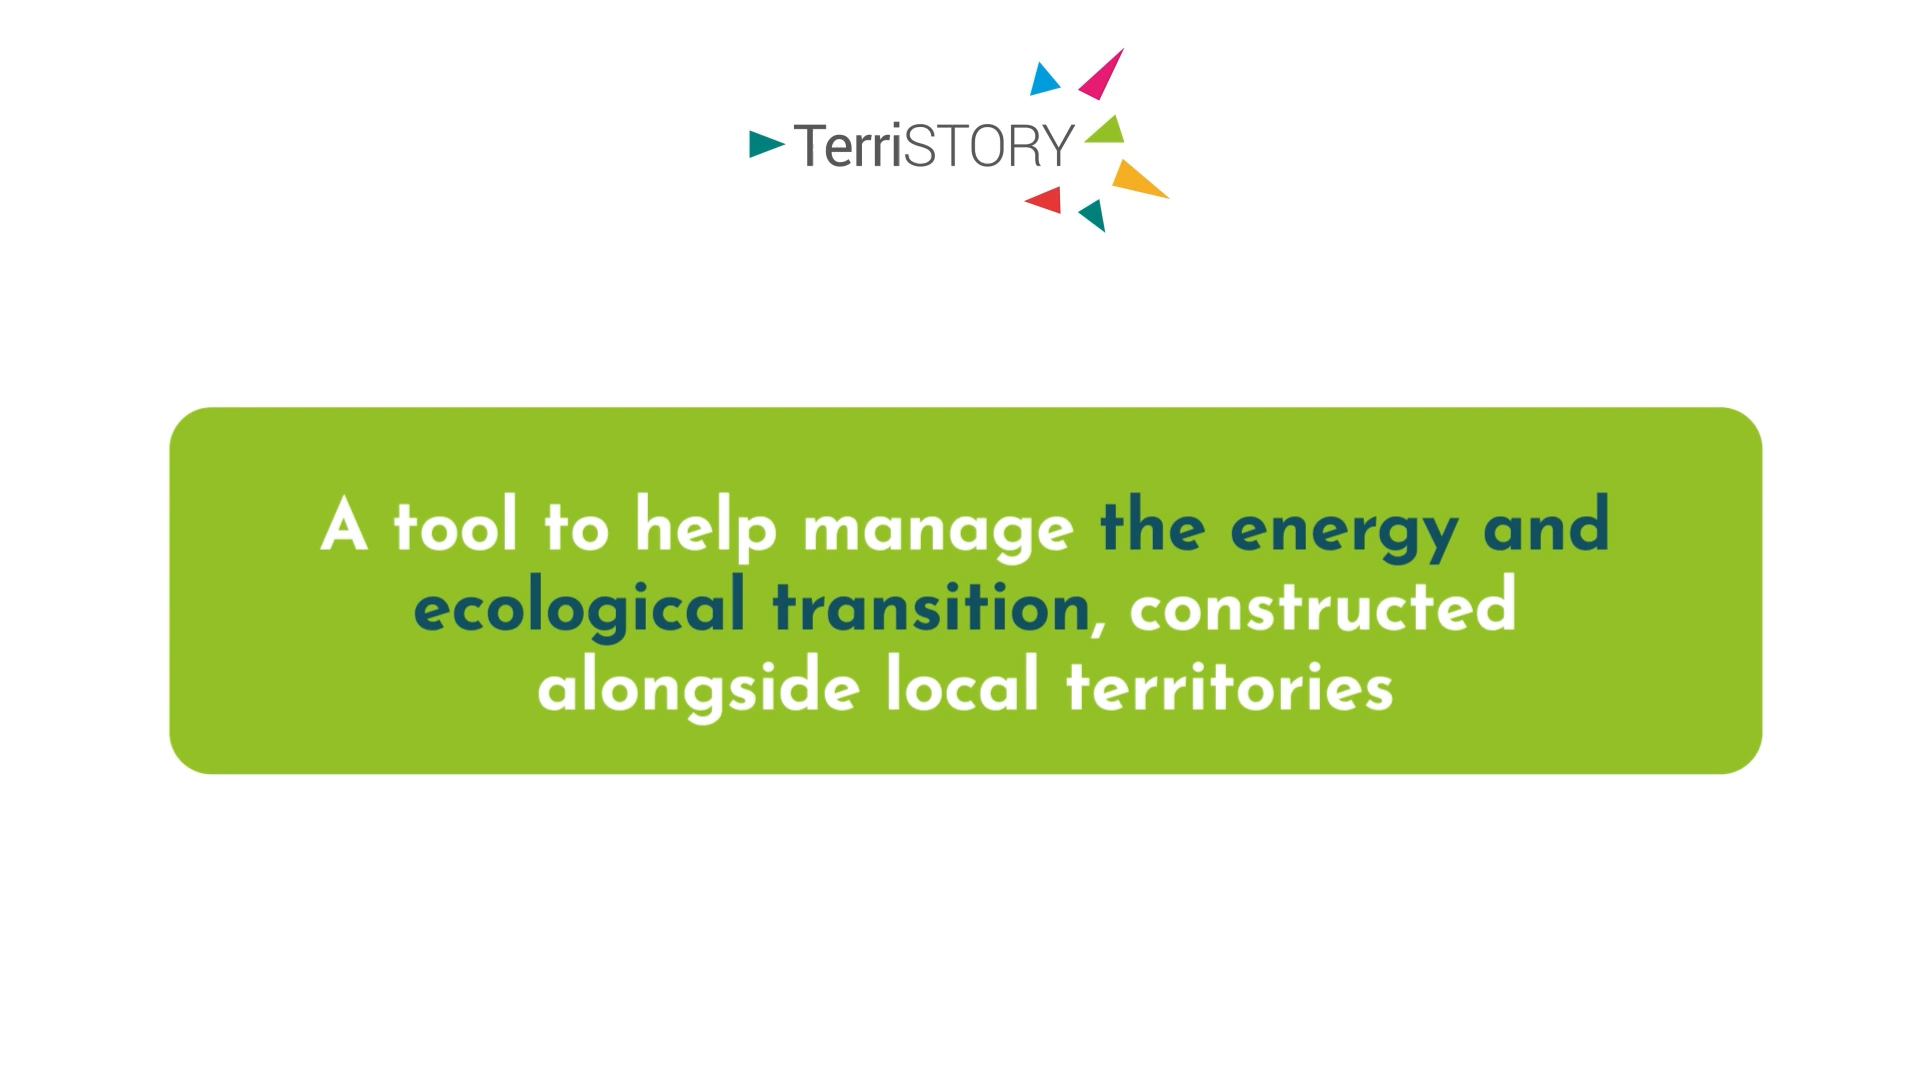 TerriSTORY
A tool to help manage the energy and
ecological transition, constructed
alongside local territories